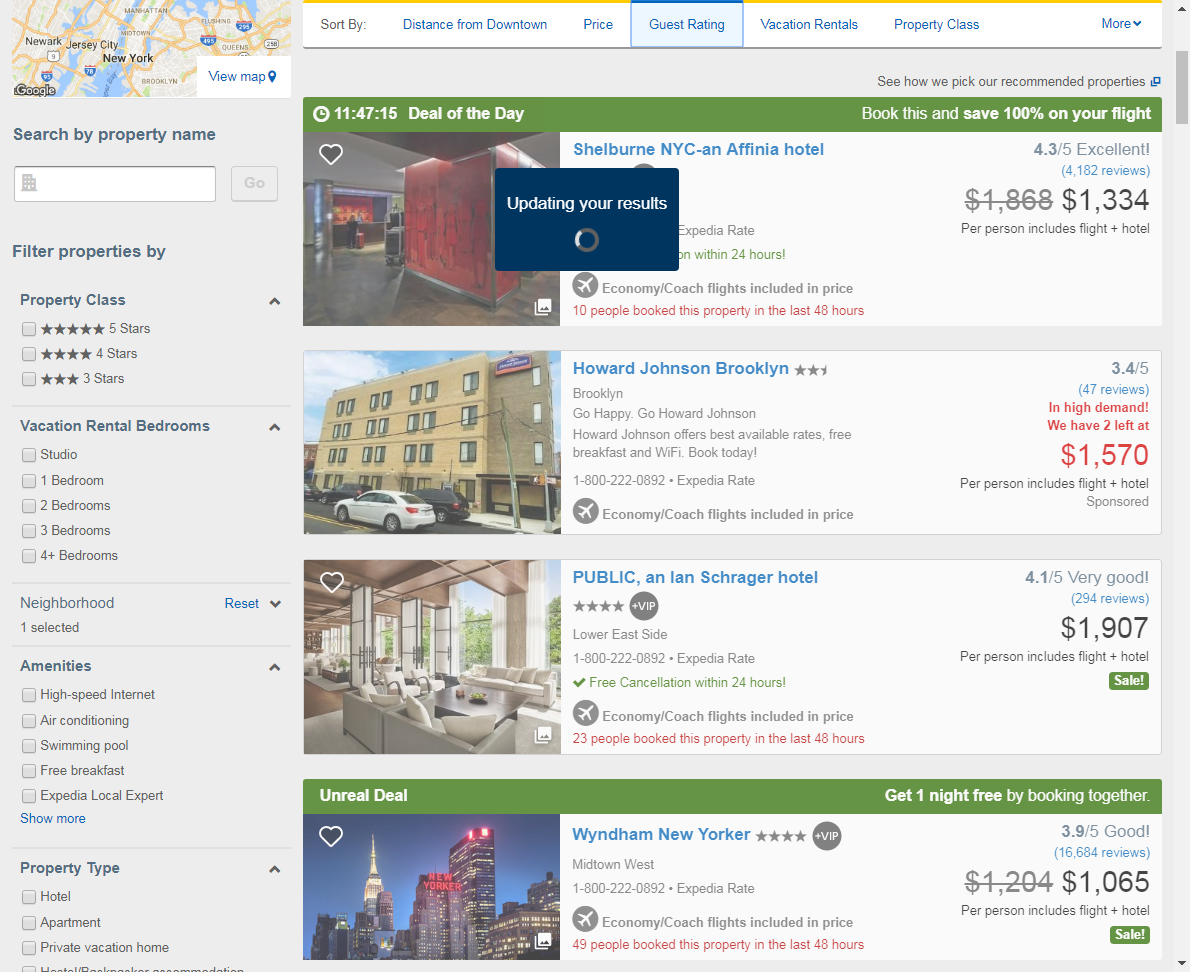 Sort By: Distance from Downtown Price Guest Rating Vacation Rentals Property Class More
MANHATTAN
FLUSHING
MIDTOWN
Newark
Jersey City
New York
QUEENS
BROOKLYN
495
295
258
9
95
78
Google
View map
See how we pick our recommended properties
Search by property name
Go
Filter properties by
Property Class
5 Stars
4 Stars
3 Stars
Vacation Rental Bedrooms
Studio
1 Bedroom
2 Bedrooms
3 Bedrooms
4+ Bedrooms
Neighborhood Reset
1 selected
Amenities
High-speed Internet
Air conditioning
Swimming pool
Free breakfast
Expedia Local Expert
Show more
Property Type
Hotel
Apartment
Private vacation home
Hostel/Backpacker accommodation
11:47:15 Deal of the Day Book this and save 100% on your flight
Shelburne NYC-an Affinia hotel
4.3/5 Excellent!
(4,182 reviews)
$1,868 $1,334
Per person includes flight + hotel
Updating your results
Expedia Rate
on within 24 hours!
Economy/Coach flights included in price
10 people booked this property in the last 48 hours
Howard Johnson Brooklyn
Brooklyn
Go Happy. Go Howard Johnson
Howard Johnson offers best available rates, free
breakfast and WiFi. Book today!
1-800-222-0892 • Expedia Rate
Economy/Coach flights included in price
3.4/5
(47 reviews)
In high demand!
We have 2 left at
$1,570
Per person includes flight + hotel
Sponsored
PUBLIC, an Ian Schrager hotel
+VIP
Lower East Side
1-800-222-0892 • Expedia Rate
Free Cancellation within 24 hours!
Economy/Coach flights included in price
23 people booked this property in the last 48 hours
4.1/5 Very good!
(294 reviews)
$1,907
Per person includes flight + hotel
Sale!
Unreal Deal Get 1 night free by booking together.
NEW
YORKER
Wyndham New Yorker +VIP
Midtown West
1-800-222-0892 • Expedia Rate
Economy/Coach flights included in price
49 people booked this property in the last 48 hours
3.9/5 Good!
(16,684 reviews)
$1,204 $1,065
Per person includes flight + hotel
Sale!